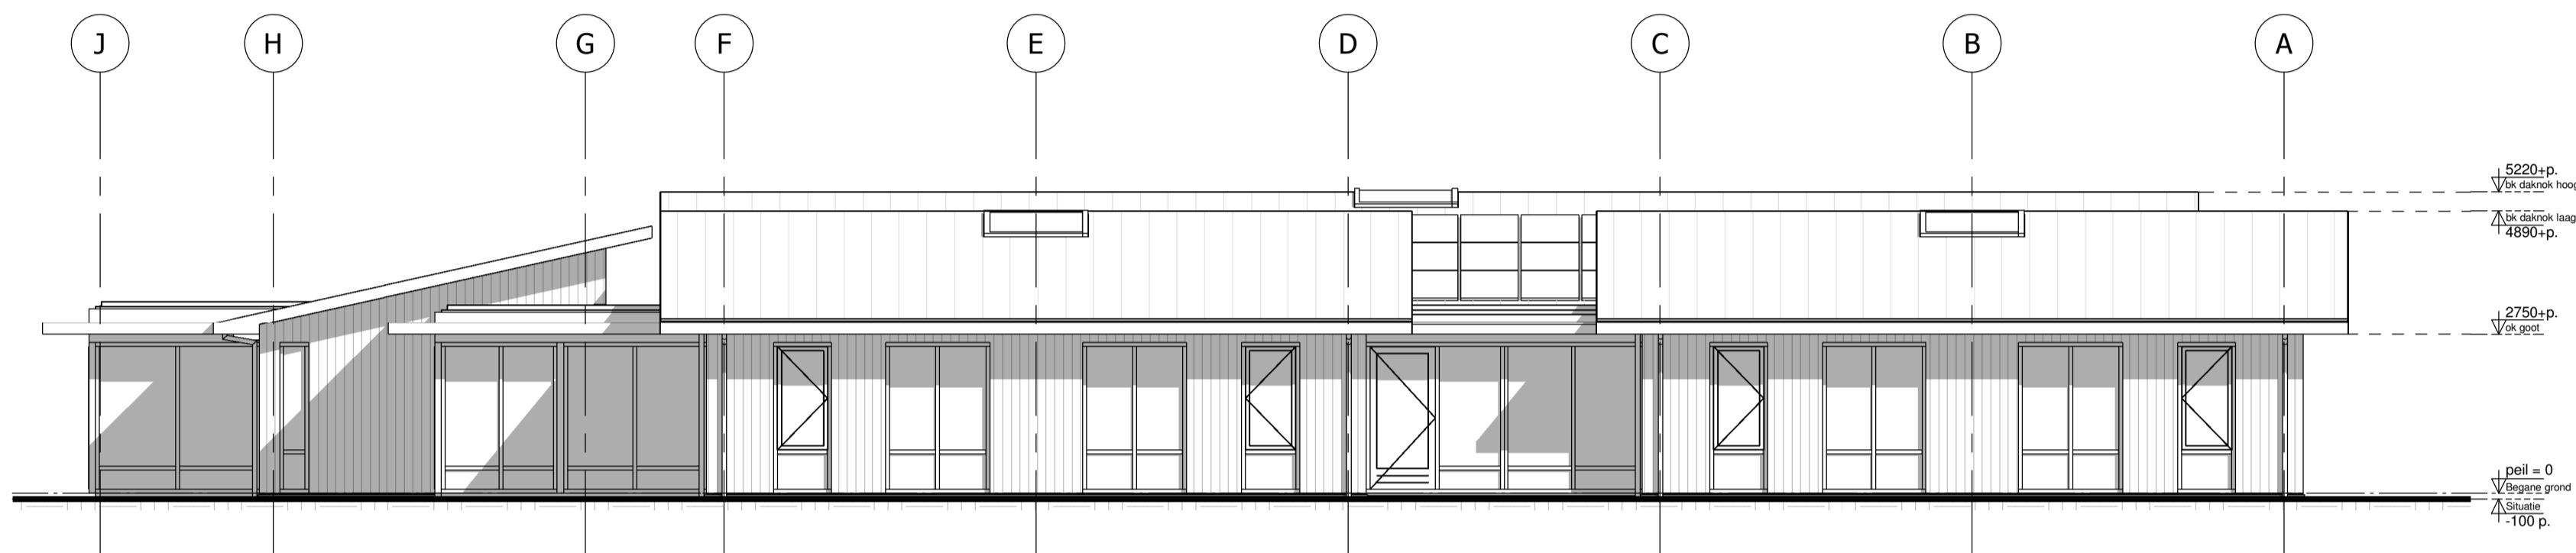 J H G F E D C B A
5220+p.
bk daknok hoog
bk daknok laag
4890+p.
2750+p.
ok goot
peil = 0
Begane grond
Situatie
-100 p.